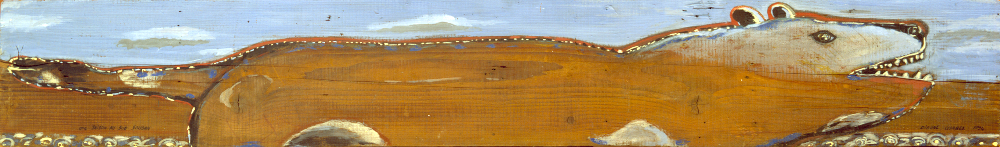 une SAISON AU SUD SOUDAN
DIAGNE CHANEL 1994